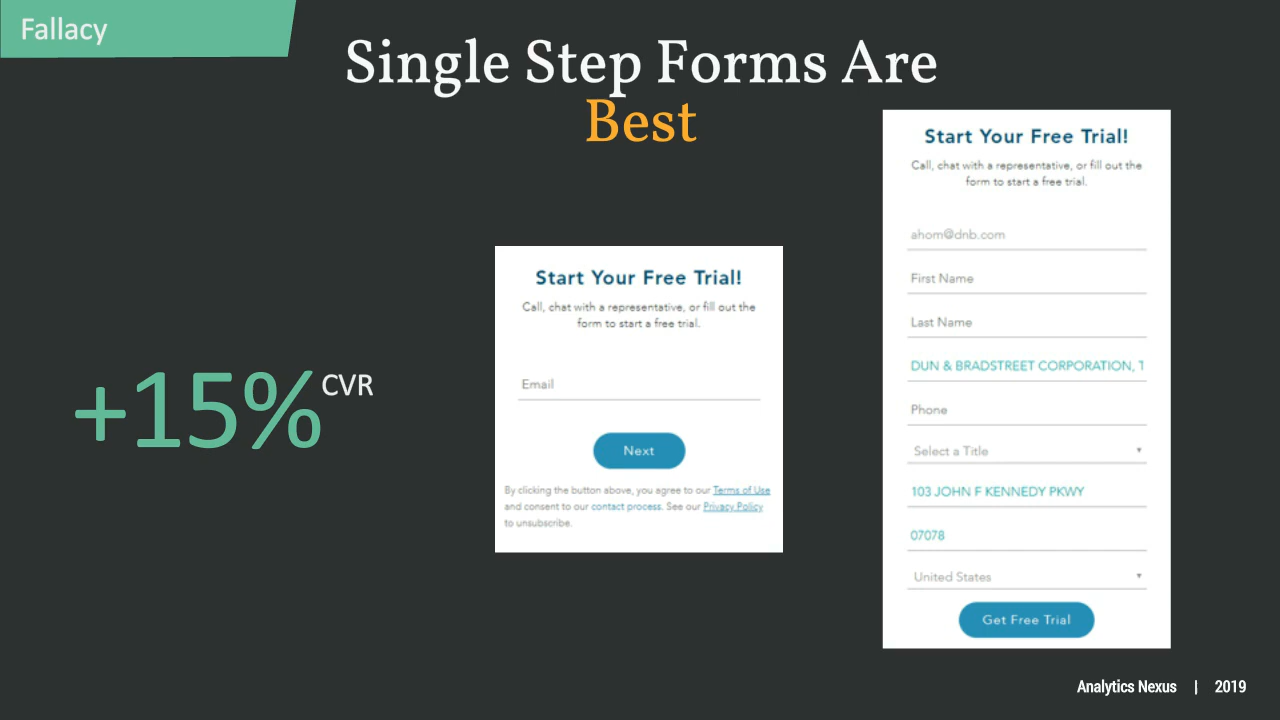 Fallacy
Single Step Forms Are
Best
+15% CVR
Start Your Free Trial!
Call, chat with a representative, or fill out the
form to start a free trial.
Email
Next
By clicking the button above, you agree to our Terms of Use
and consent to our contact process. See our Privacy Policy
to unsubscribe.
Start Your Free Trial!
Call, chat with a representative, or fill out the
form to start a free trial.
ahom@dnb.com
First Name
Last Name
DUN & BRADSTREET CORPORATION, T
Phone
Select a Title
103 JOHN F KENNEDY PKWY
07078
United States
Get Free Trial
Analytics Nexus | 2019